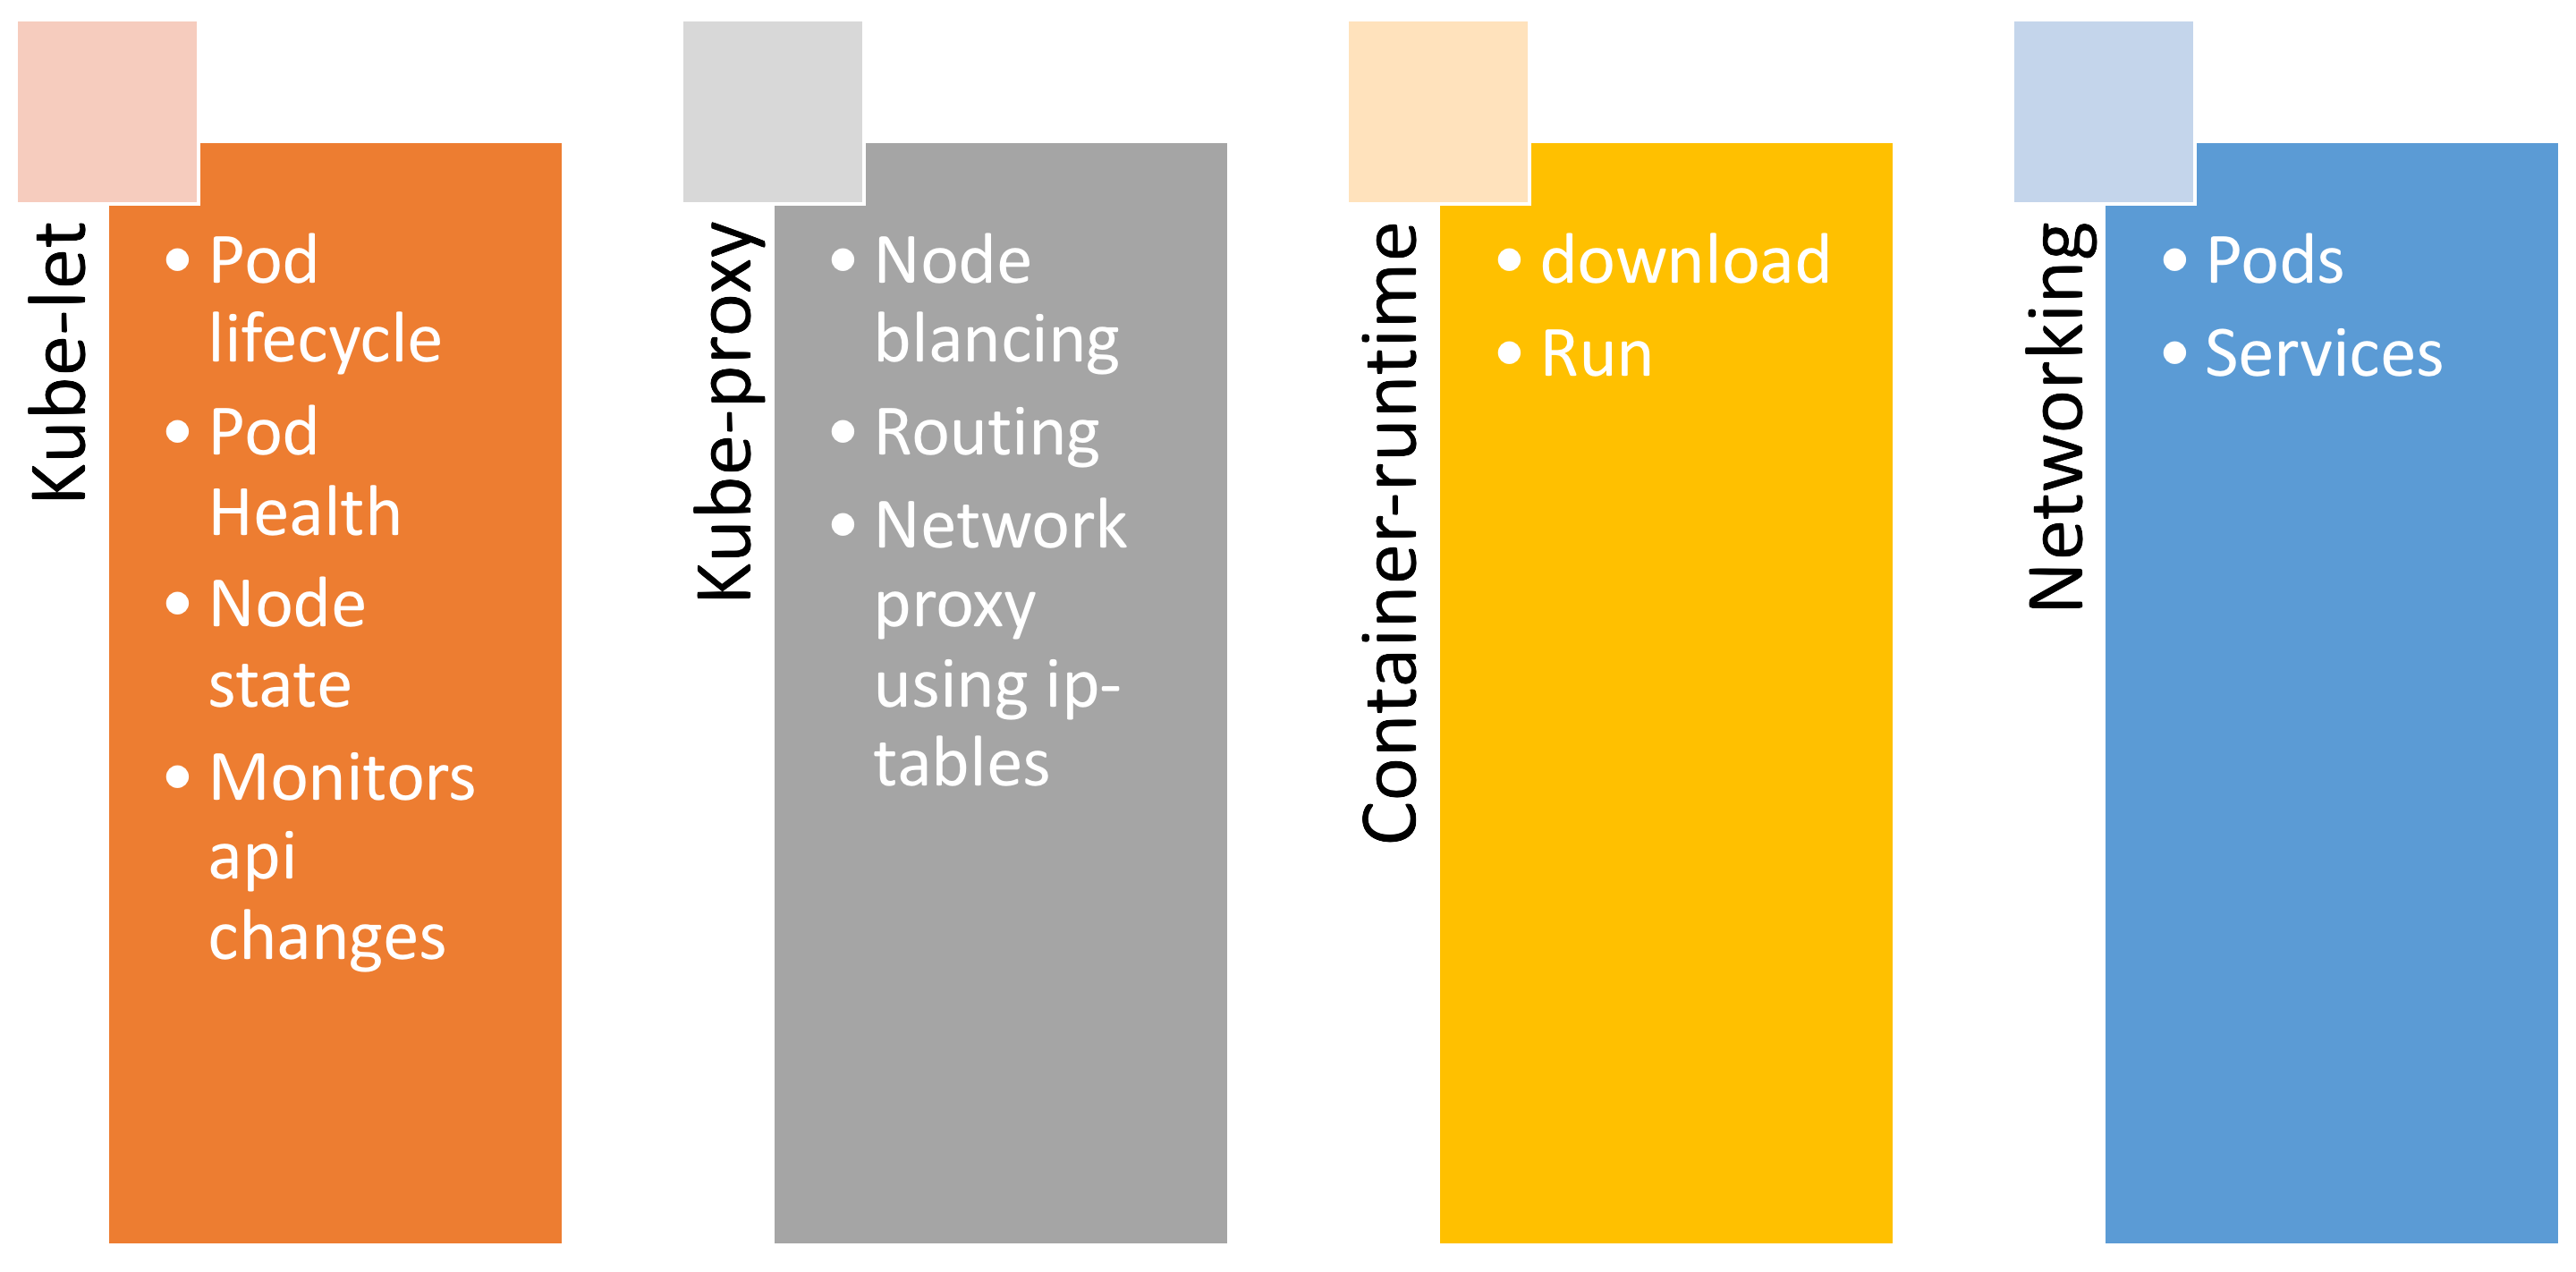 Kube-let
• Pod
lifecycle
• Pod
Health
• Node
state
• Monitors
api
changes
Kube-proxy
• Node
blancing
• Routing
• Network
proxy
using ip-
tables
Container-runtime
• download
• Run
Networking
• Pods
• Services